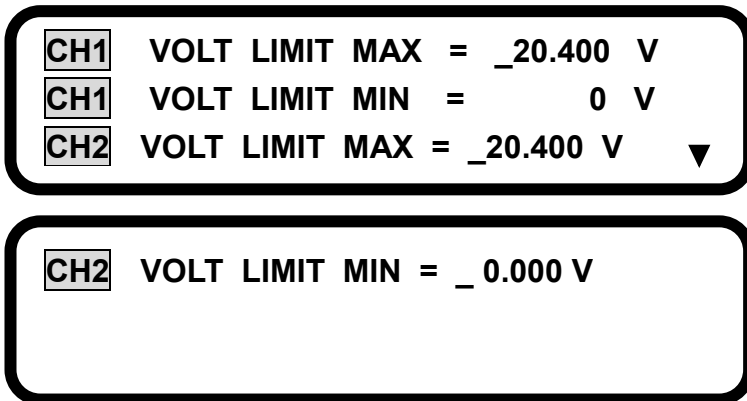 CH1 VOLT LIMIT MAX = _20.400 V
CH1 VOLT LIMIT MIN = 0 V
CH2 VOLT LIMIT MAX = _20.400 V ▼
CH2 VOLT LIMIT MIN = _ 0.000 V